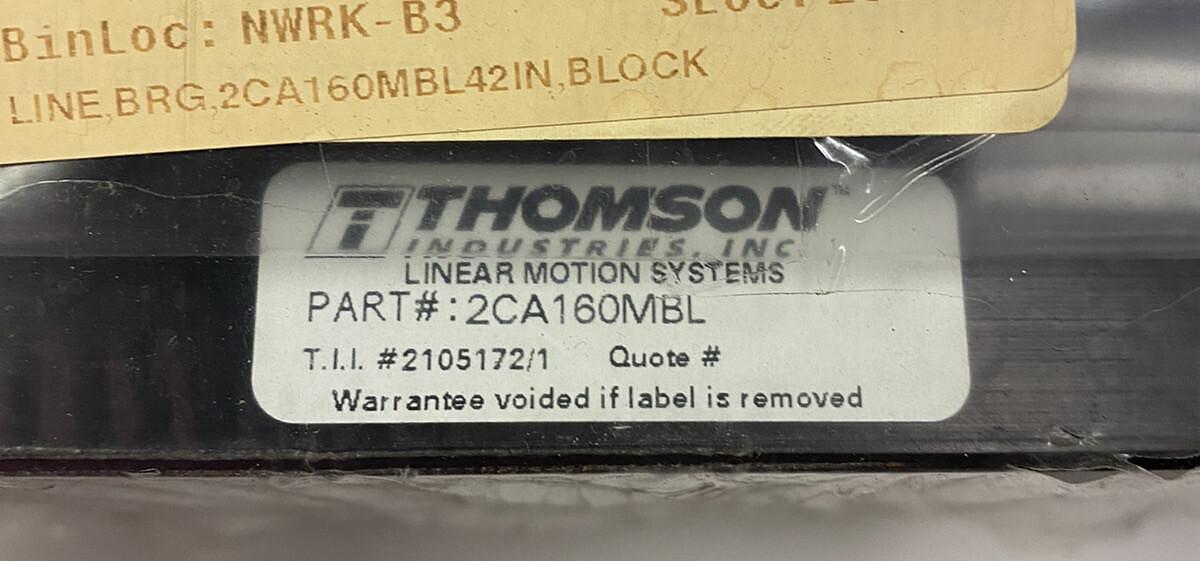 BinLoc: NWRK-B3
LINE,BRG,2CA160MBL42IN,BLOCK
T THOMSON™
INDUSTRIES, INC.
LINEAR MOTION SYSTEMS
PART#:2CA160MBL
T.I.I. #2105172/1 Quote #
Warrantee voided if label is removed